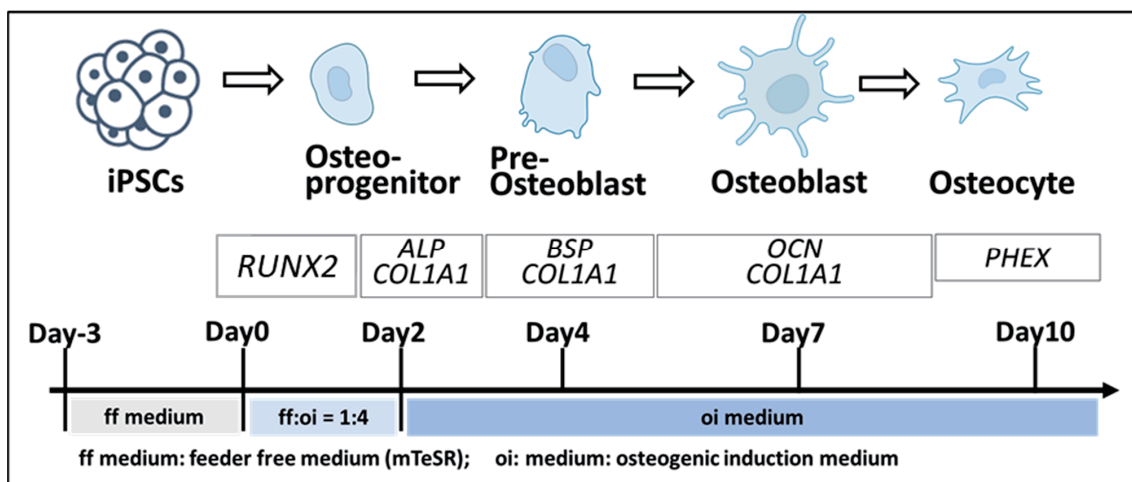 iPSCs
Osteo-
progenitor
Pre-
Osteoblast
Osteoblast
Osteocyte
RUNX2
ALP
COL1A1
BSP
COL1A1
OCN
COL1A1
PHEX
Day-3
Day0
Day2
Day4
Day7
Day10
ff medium
ff:oi = 1:4
oi medium
ff medium: feeder free medium (mTeSR); oi: medium: osteogenic induction medium